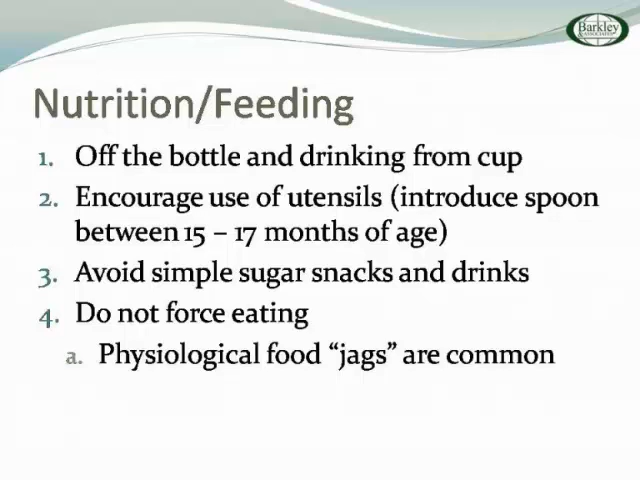 Barkley
& ASSOCIATES
Nutrition/Feeding
1. Off the bottle and drinking from cup
2. Encourage use of utensils (introduce spoon
between 15 – 17 months of age)
3. Avoid simple sugar snacks and drinks
4. Do not force eating
a. Physiological food “jags” are common